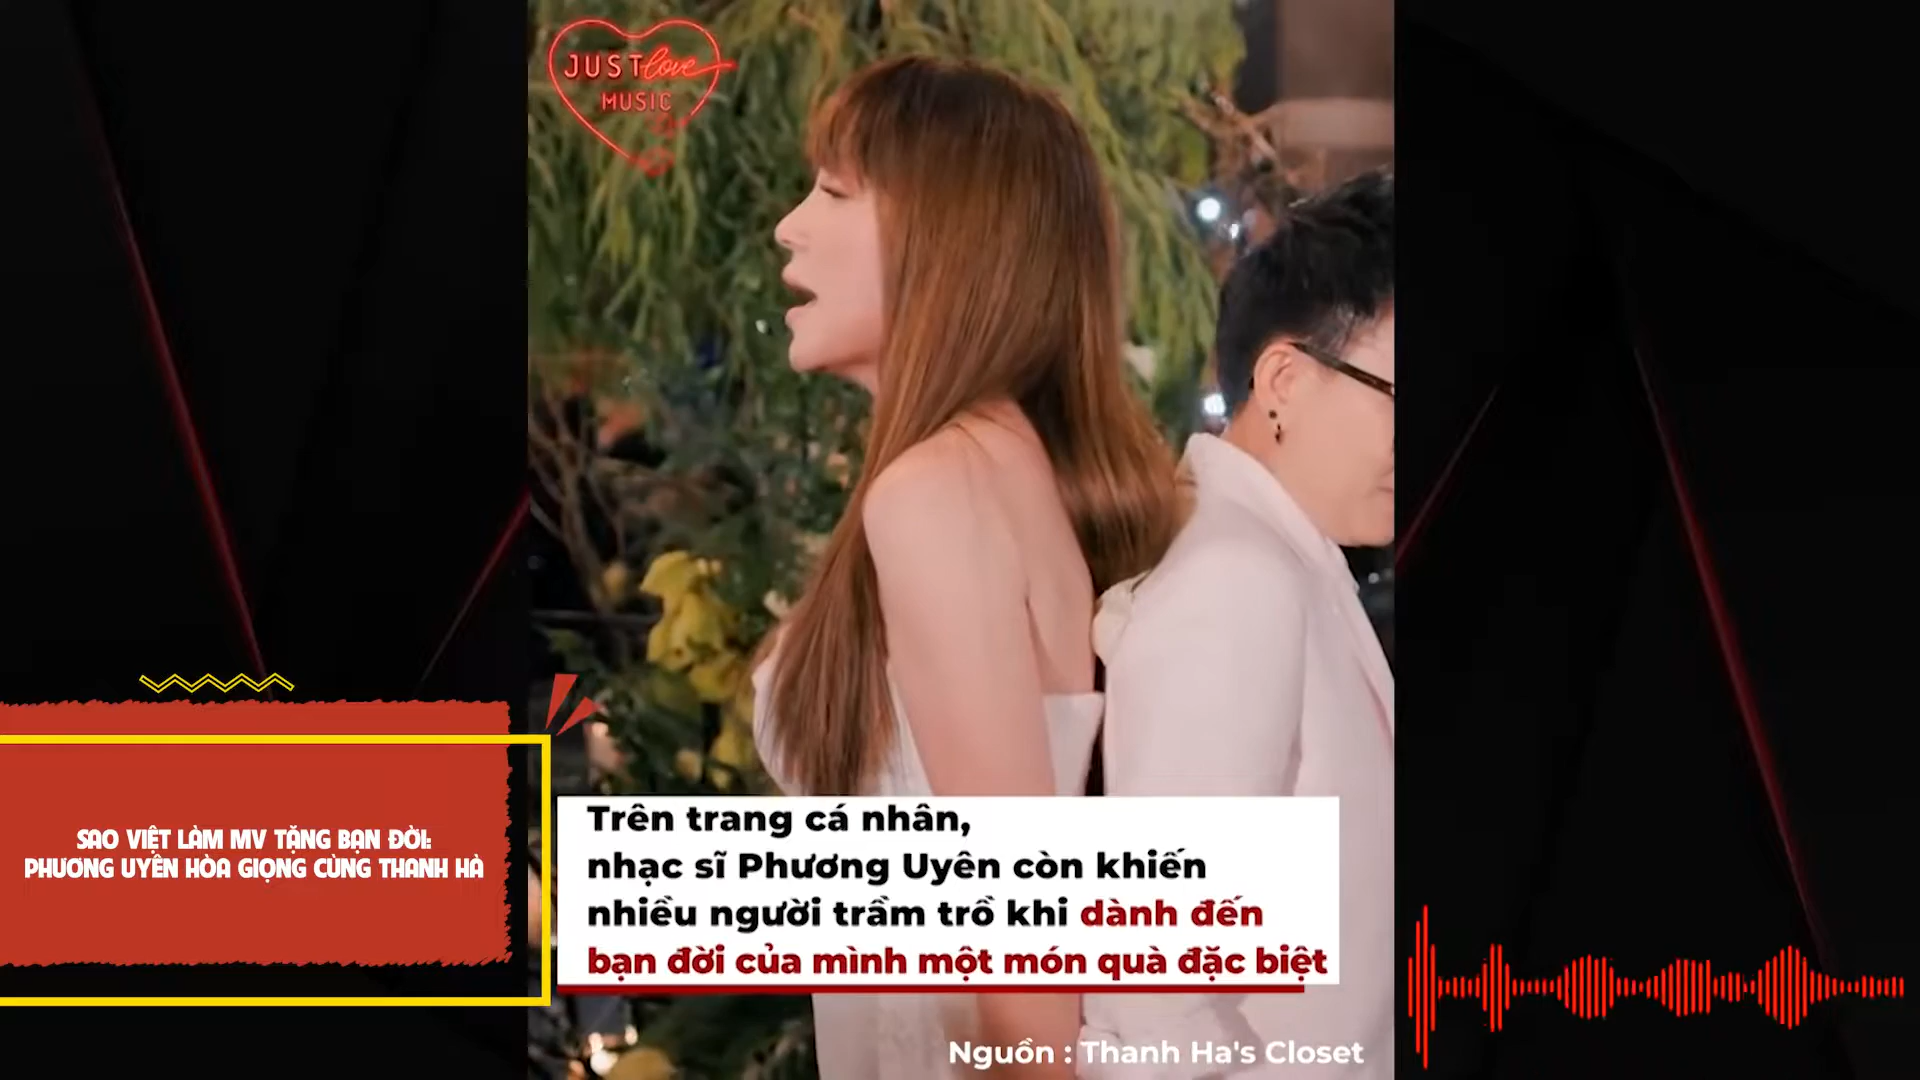 JUST love
MUSIC
SAO VIỆT LÀM MV TẶNG BẠN ĐỜI:
PHƯƠNG UYÊN HÒA GIỌNG CÙNG THANH HÀ
Trên trang cá nhân,
nhạc sĩ Phương Uyên còn khiến
nhiều người trầm trồ khi dành đến
bạn đời của mình một món quà đặc biệt
Nguồn : Thanh Ha's Closet